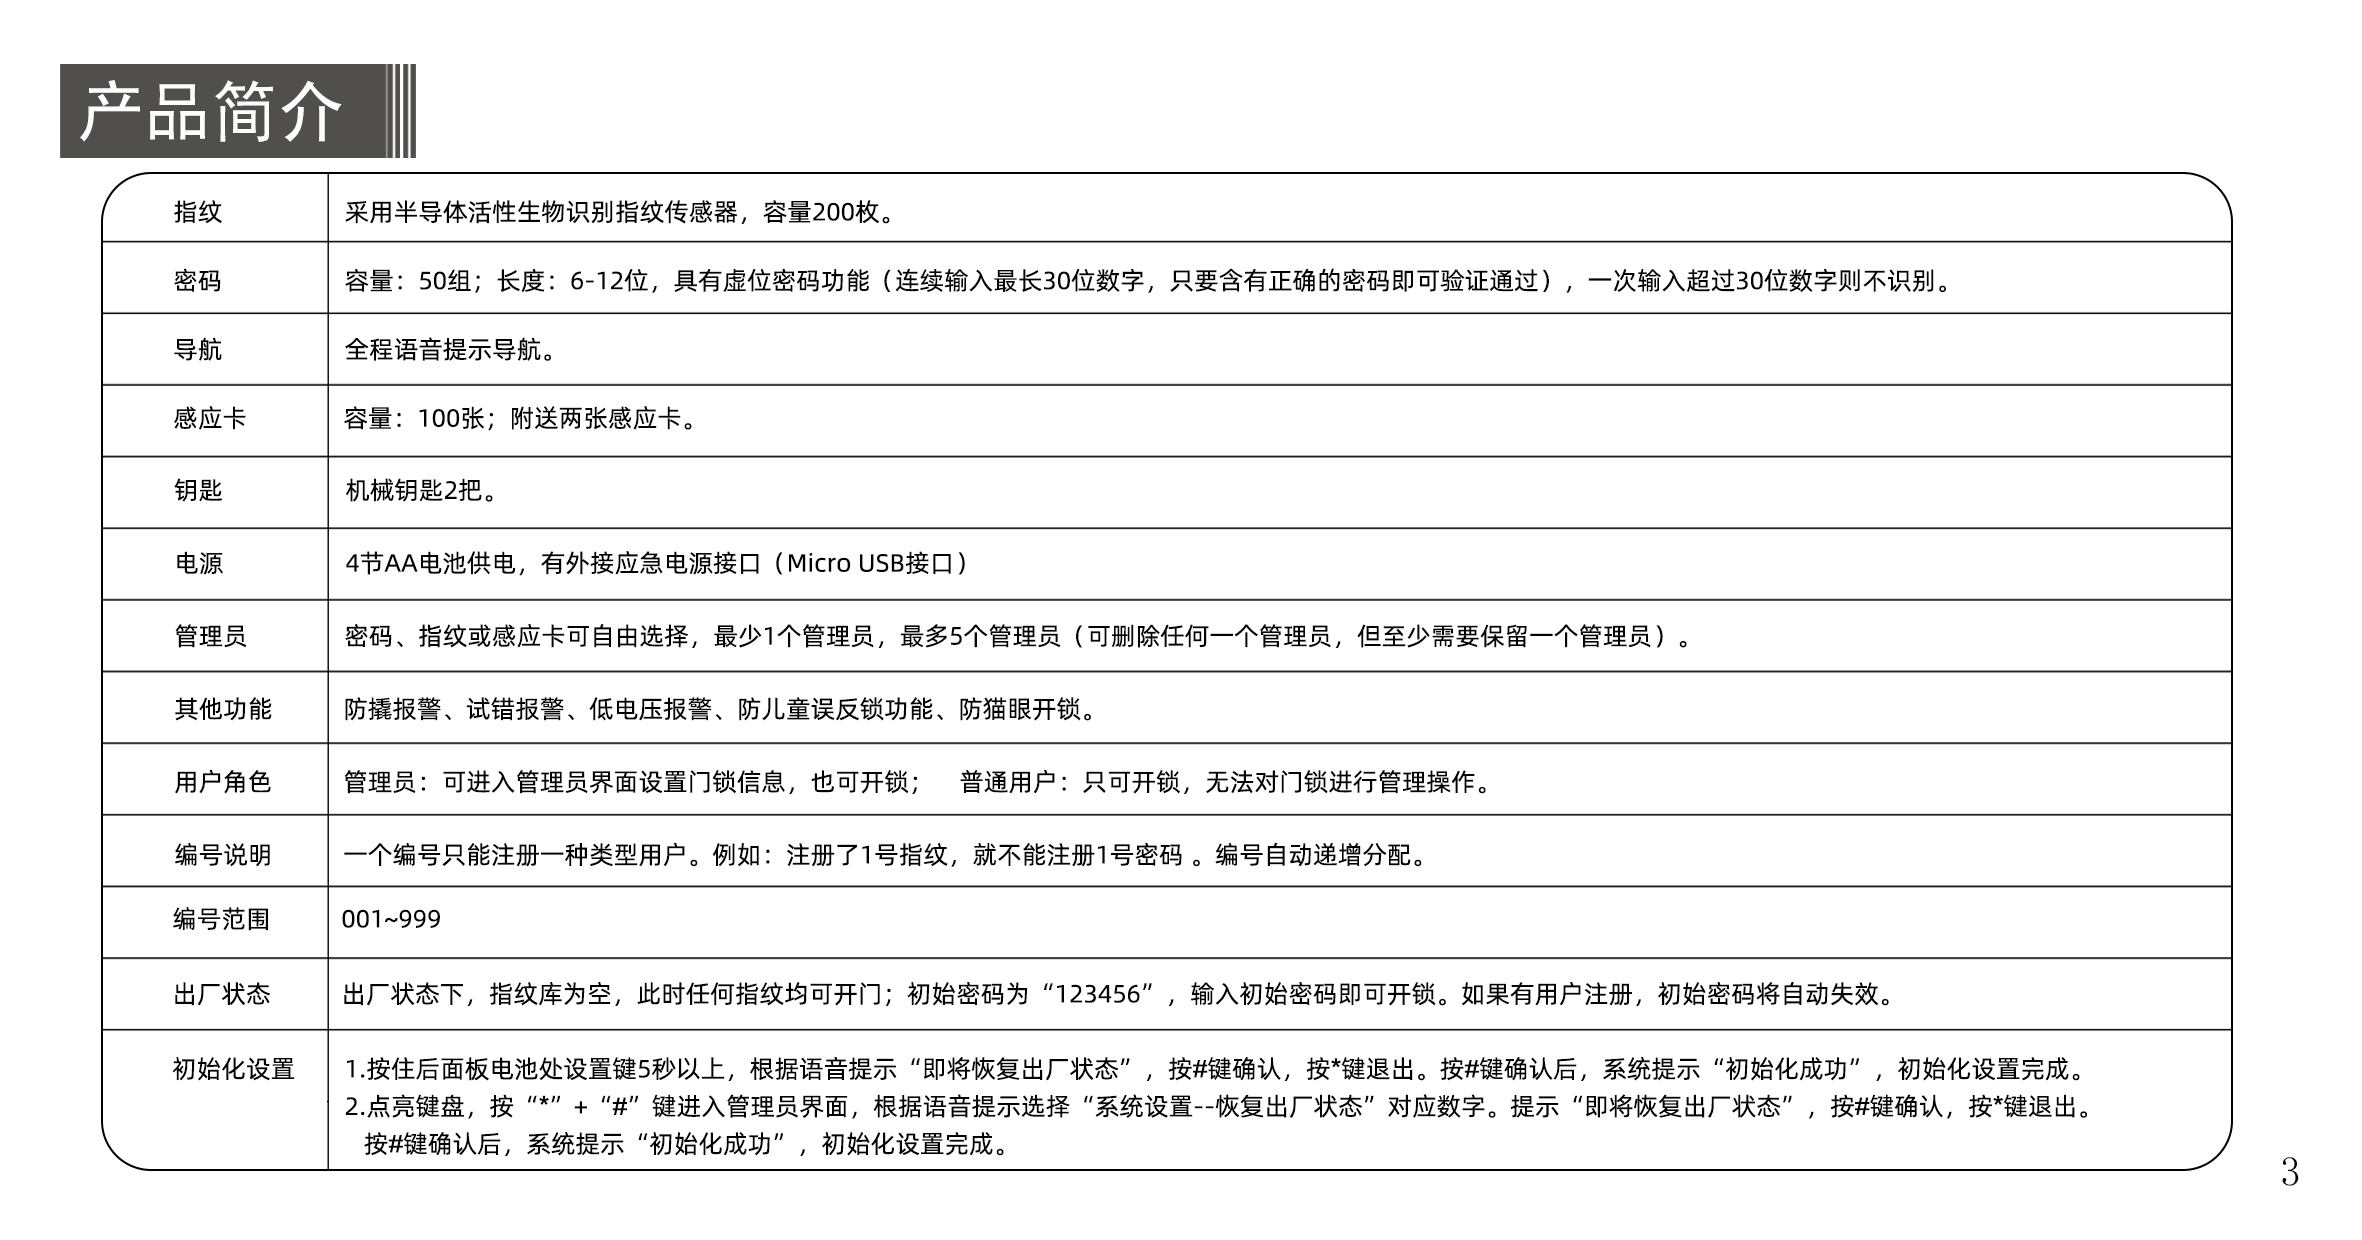 产品简介
指纹 采用半导体活性生物识别指纹传感器，容量200枚。
密码 容量：50组；长度：6-12位，具有虚位密码功能（连续输入最长30位数字，只要含有正确的密码即可验证通过），一次输入超过30位数字则不识别。
导航 全程语音提示导航。
感应卡 容量：100张；附送两张感应卡。
钥匙 机械钥匙2把。
电源 4节AA电池供电，有外接应急电源接口（Micro USB接口）
管理员 密码、指纹或感应卡可自由选择，最少1个管理员，最多5个管理员（可删除任何一个管理员，但至少需要保留一个管理员）。
其他功能 防撬报警、试错报警、低电压报警、防儿童误反锁功能、防猫眼开锁。
用户角色 管理员：可进入管理员界面设置门锁信息，也可开锁； 普通用户：只可开锁，无法对门锁进行管理操作。
编号说明 一个编号只能注册一种类型用户。例如：注册了1号指纹，就不能注册1号密码 。编号自动递增分配。
编号范围 001~999
出厂状态 出厂状态下，指纹库为空，此时任何指纹均可开门；初始密码为“123456”，输入初始密码即可开锁。如果有用户注册，初始密码将自动失效。
初始化设置 1.按住后面板电池处设置键5秒以上，根据语音提示“即将恢复出厂状态”，按#键确认，按*键退出。按#键确认后，系统提示“初始化成功”，初始化设置完成。
2.点亮键盘，按“*”+“#”键进入管理员界面，根据语音提示选择“系统设置--恢复出厂状态”对应数字。提示“即将恢复出厂状态”，按#键确认，按*键退出。
按#键确认后，系统提示“初始化成功”，初始化设置完成。
3